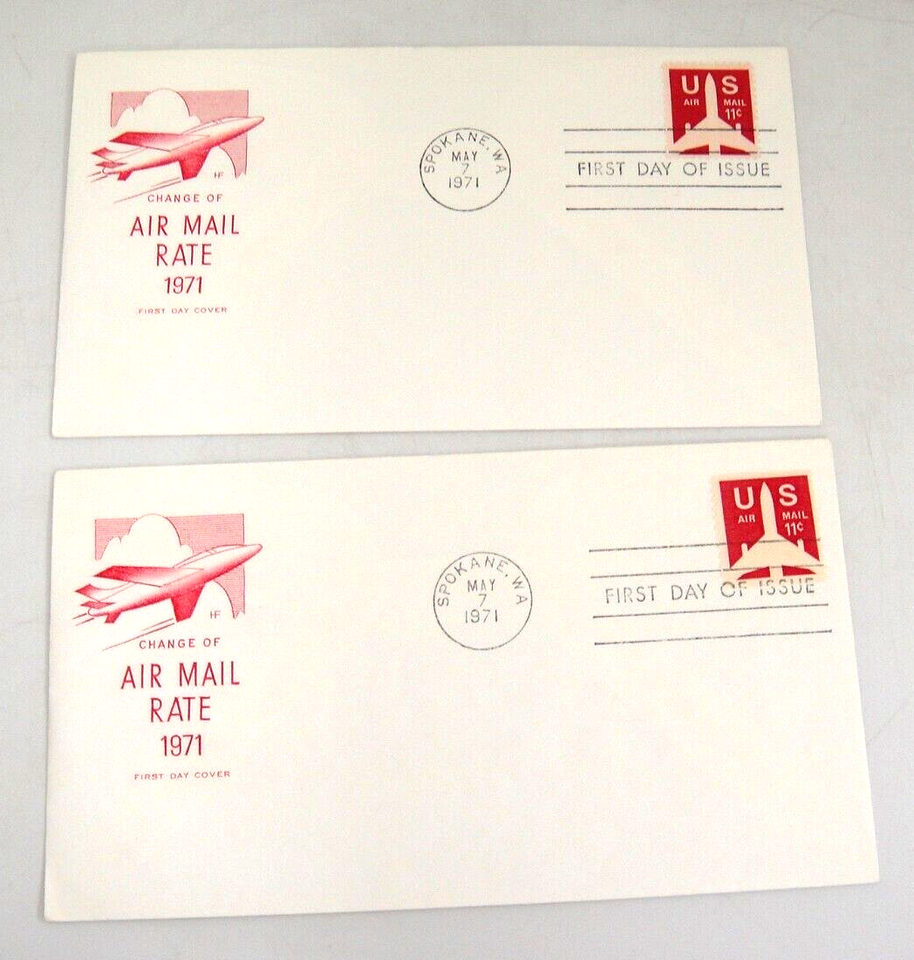 US
AIR MAIL
11¢
SPOKANE, WA
MAY
7
1971
FIRST DAY OF ISSUE
HF
CHANGE OF
AIR MAIL
RATE
1971
FIRST DAY COVER
US
AIR MAIL
11¢
SPOKANE, WA
MAY
7
1971
FIRST DAY OF ISSUE
HF
CHANGE OF
AIR MAIL
RATE
1971
FIRST DAY COVER